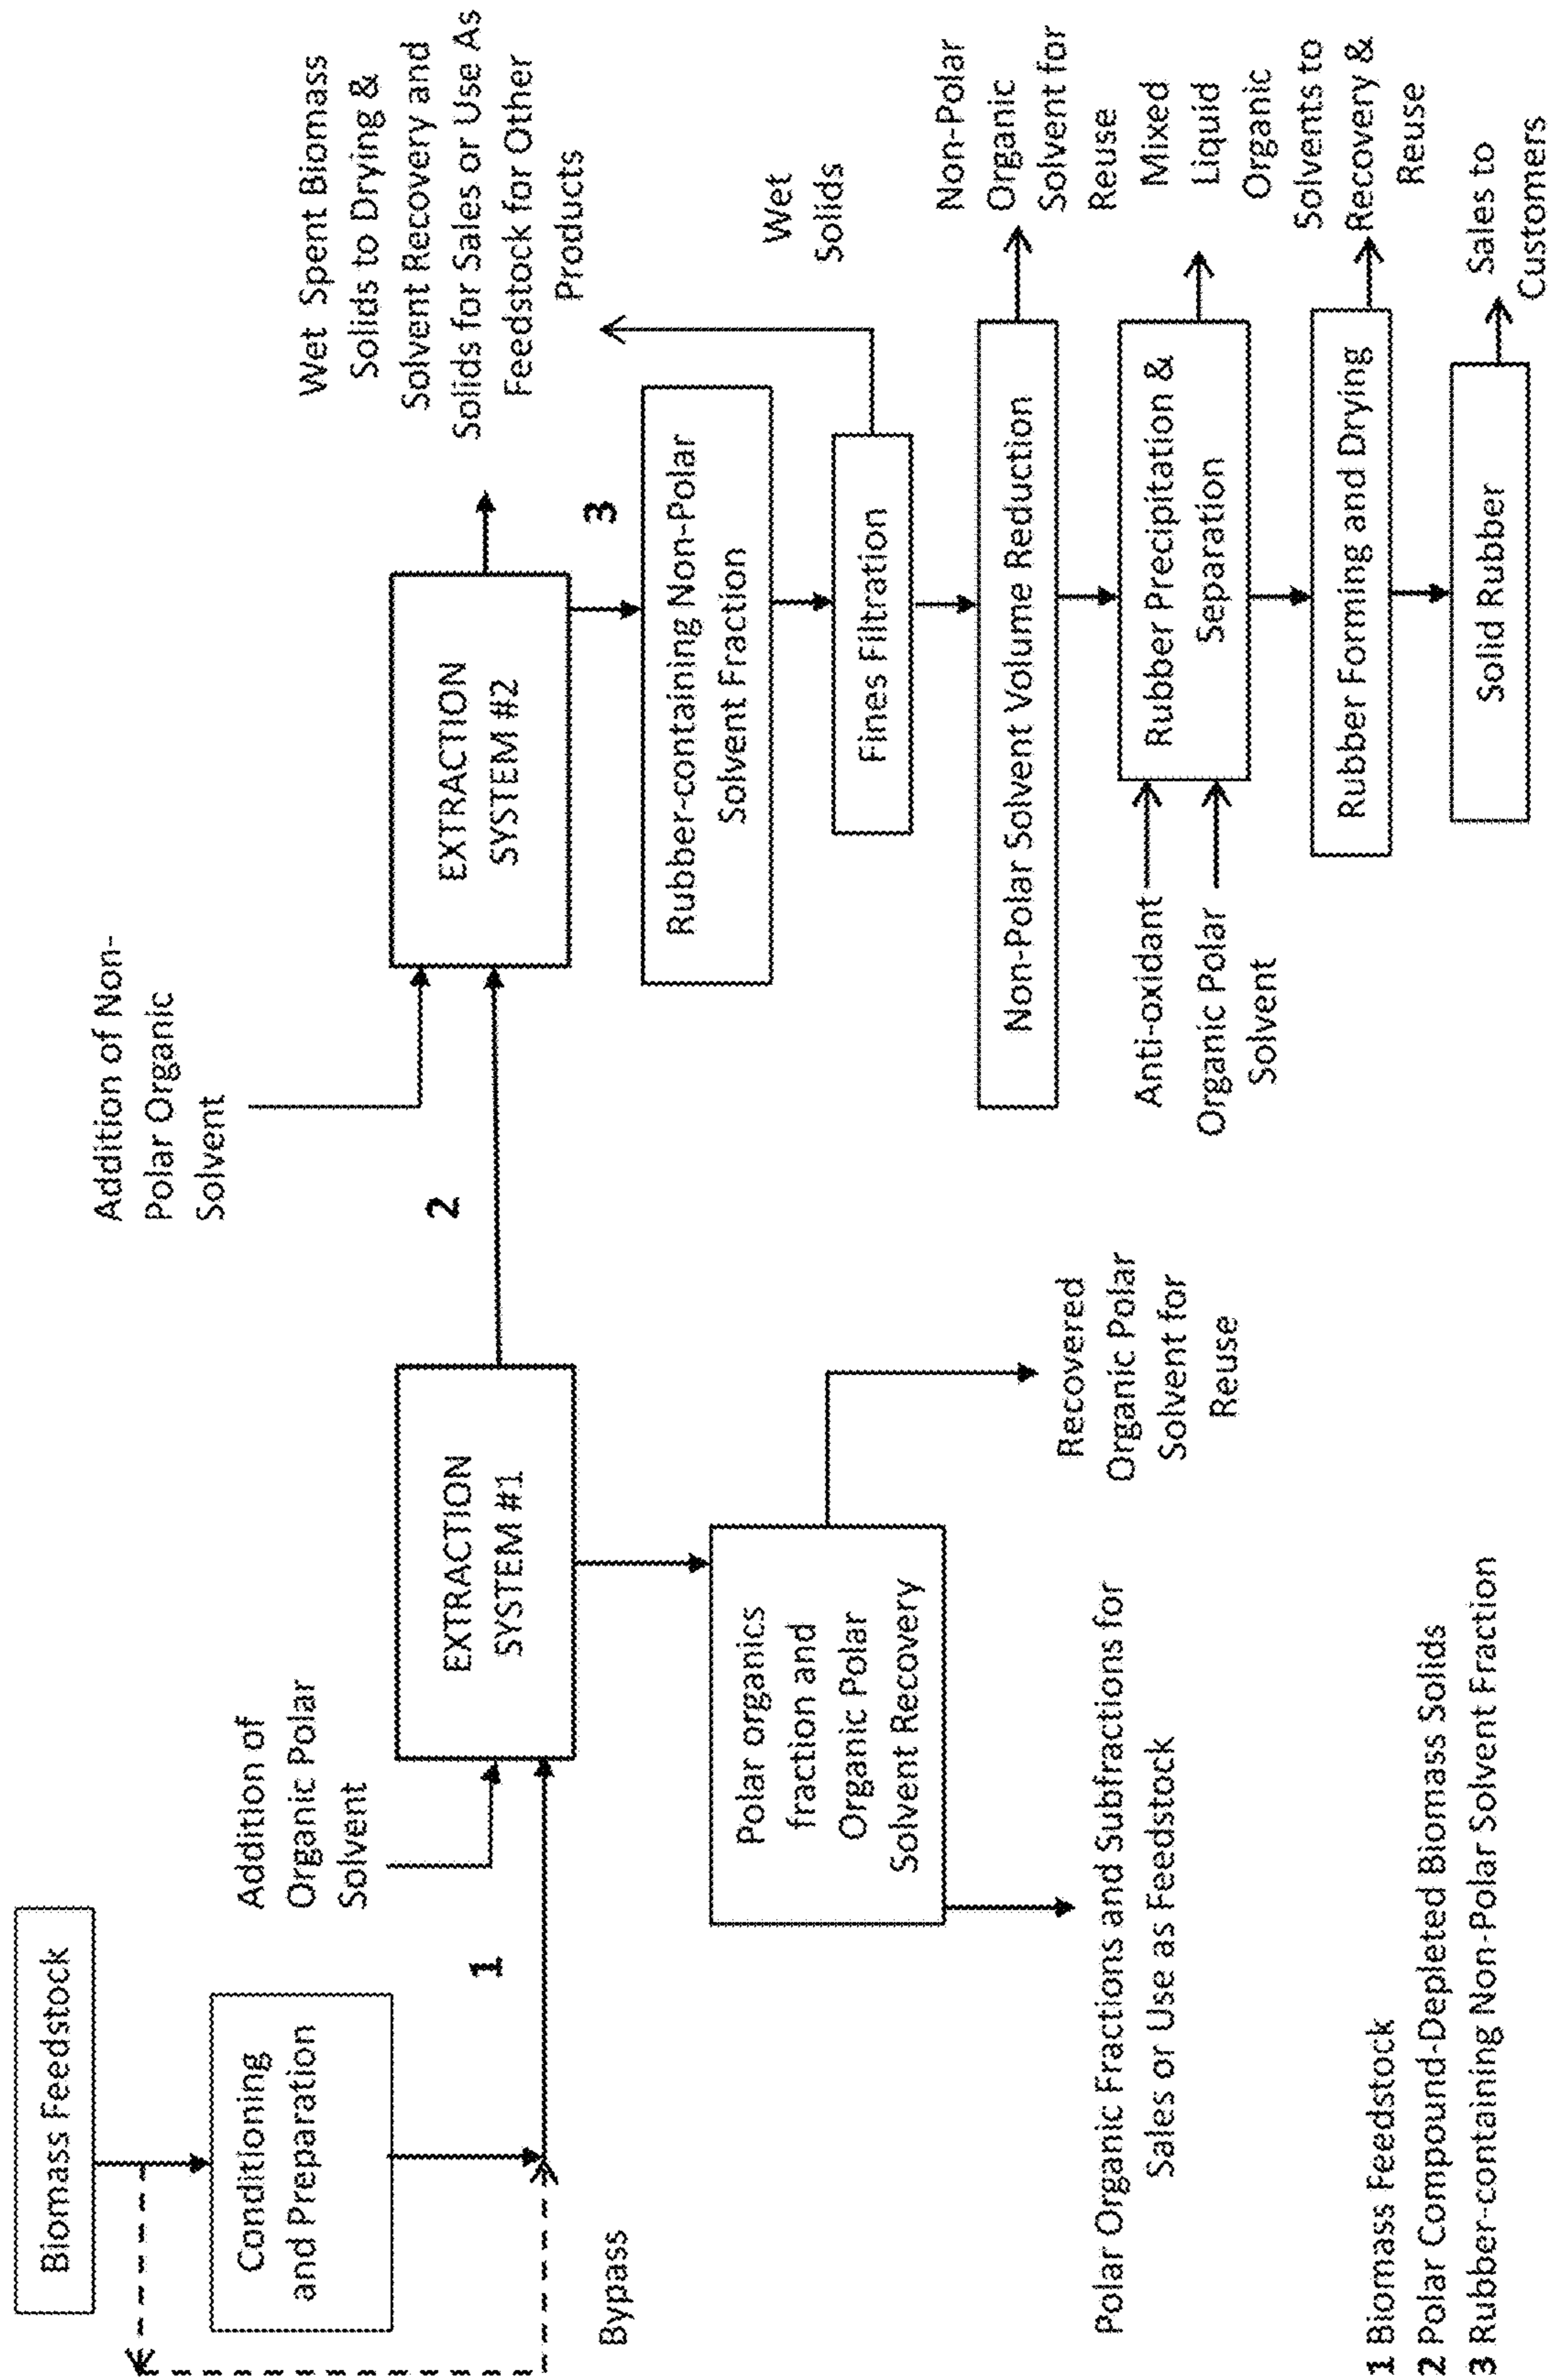 Biomass Feedstock
Conditioning
and Preparation
Bypass
1
Addition of
Organic Polar
Solvent
EXTRACTION
SYSTEM #1
Polar organics
fraction and
Organic Polar
Solvent Recovery
Polar Organic Fractions and Subfractions for
Sales or Use as Feedstock
Recovered
Organic Polar
Solvent for
Reuse
2
Addition of Non-
Polar Organic
Solvent
EXTRACTION
SYSTEM #2
Wet Spent Biomass
Solids to Drying &
Solvent Recovery and
Solids for Sales or Use As
Feedstock for Other
Products
3
Rubber-containing Non-Polar
Solvent Fraction
Fines Filtration
Wet
Solids
Non-Polar Solvent Volume Reduction
Non-Polar
Organic
Solvent for
Reuse
Anti-oxidant
Organic Polar
Solvent
Rubber Precipitation &
Separation
Mixed
Liquid
Organic
Solvents to
Recovery &
Reuse
Rubber Forming and Drying
Solid Rubber
Sales to
Customers
1 Biomass Feedstock
2 Polar Compound-Depleted Biomass Solids
3 Rubber-containing Non-Polar Solvent Fraction